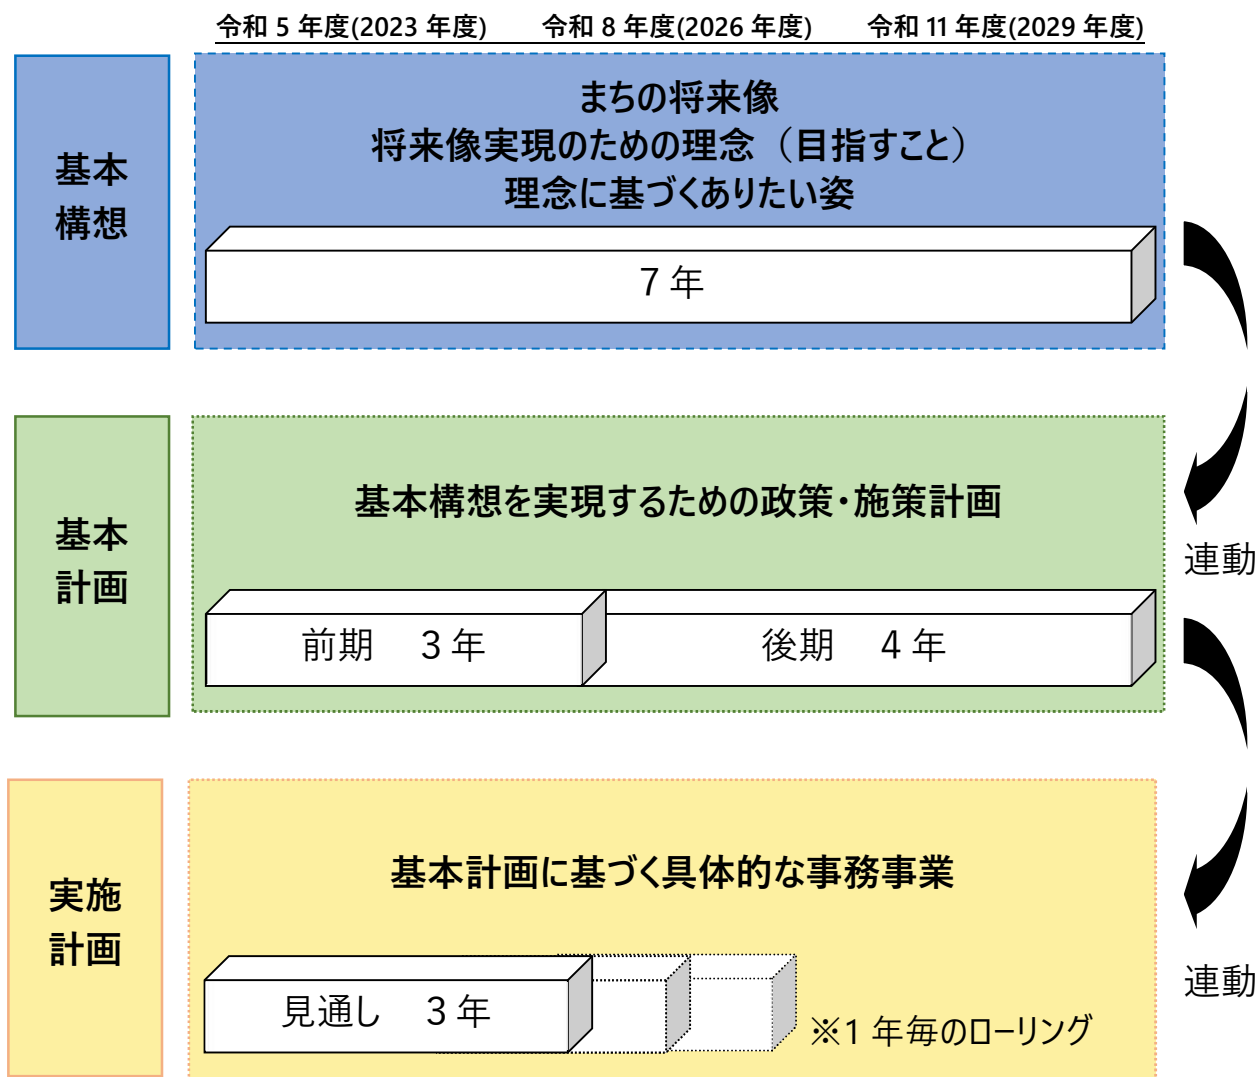 令和 5 年度(2023 年度) 令和 8 年度(2026 年度) 令和 11 年度(2029 年度)
基本
構想
まちの将来像
将来像実現のための理念（目指すこと）
理念に基づくありたい姿
7 年
基本
計画
基本構想を実現するための政策・施策計画
前期　3 年
後期　4 年
連動
実施
計画
基本計画に基づく具体的な事務事業
見通し　3 年
※1 年毎のローリング
連動